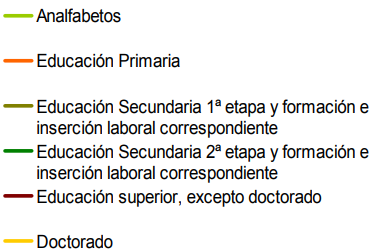 Analfabetos
Educación Primaria
Educación Secundaria 1ª etapa y formación e
inserción laboral correspondiente
Educación Secundaria 2ª etapa y formación e
inserción laboral correspondiente
Educación superior, excepto doctorado
Doctorado